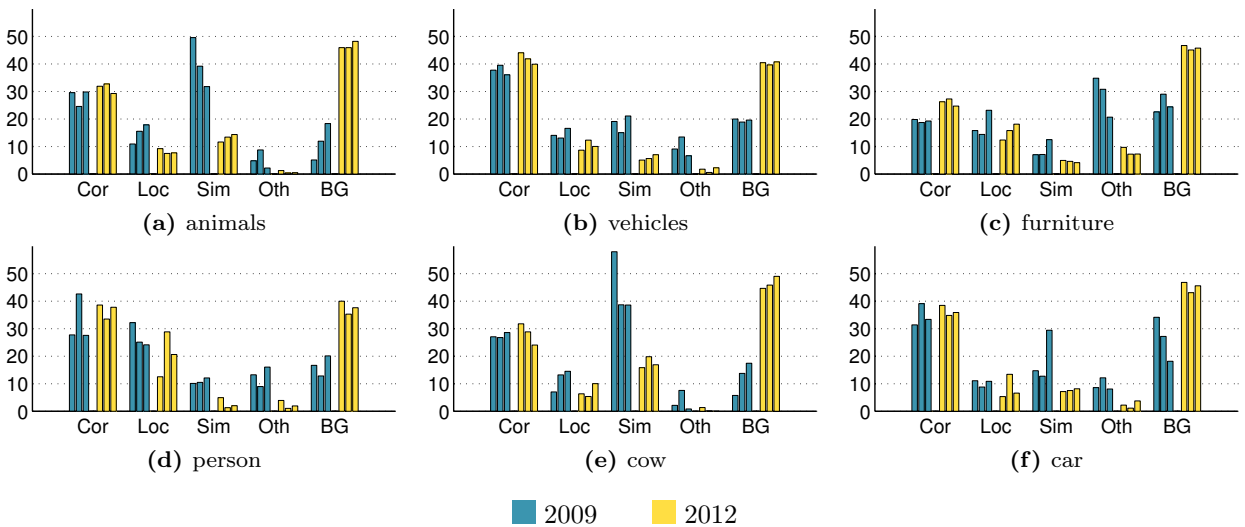 50 50 50
40 40 40
30 30 30
20 20 20
10 10 10
0 0 0
Cor Loc Sim Oth BG Cor Loc Sim Oth BG Cor Loc Sim Oth BG
(a) animals (b) vehicles (c) furniture
50 50 50
40 40 40
30 30 30
20 20 20
10 10 10
0 0 0
Cor Loc Sim Oth BG Cor Loc Sim Oth BG Cor Loc Sim Oth BG
(d) person (e) cow (f) car
2009 2012